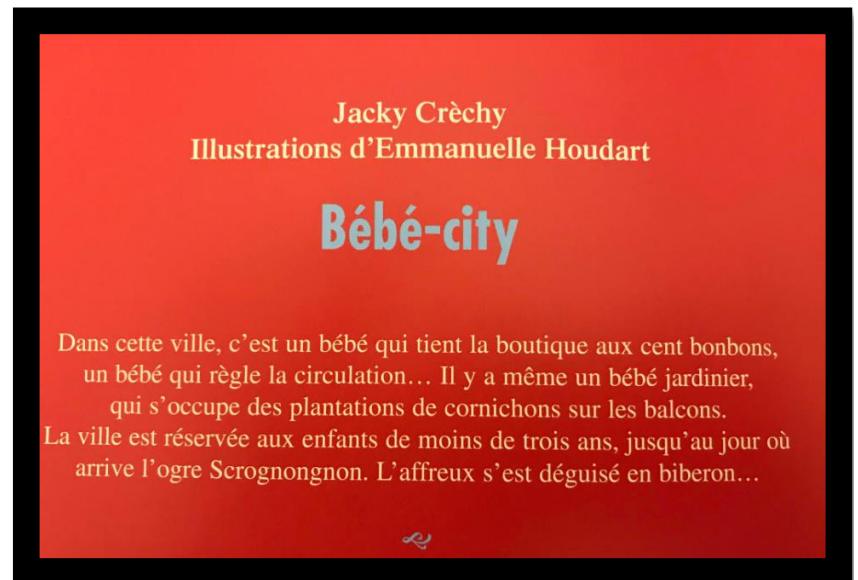 Jacky Crèchy
Illustrations d’Emmanuelle Houdart
Bébé-city
Dans cette ville, c’est un bébé qui tient la boutique aux cent bonbons,
un bébé qui règle la circulation… Il y a même un bébé jardinier,
qui s’occupe des plantations de cornichons sur les balcons.
La ville est réservée aux enfants de moins de trois ans, jusqu’au jour où
arrive l’ogre Scrognongnon. L’affreux s’est déguisé en biberon…